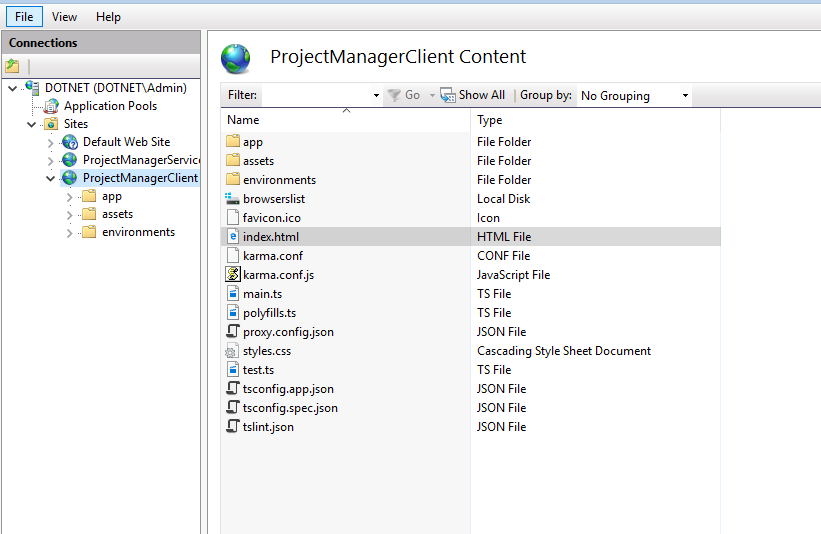 File View Help
Connections
DOTNET (DOTNET\Admin)
Application Pools
Sites
Default Web Site
ProjectManagerServic
ProjectManagerClient
app
assets
environments
ProjectManagerClient Content
Filter: Go Show All Group by: No Grouping
Name Type
app File Folder
assets File Folder
environments File Folder
browserslist Local Disk
favicon.ico Icon
index.html HTML File
karma.conf CONF File
karma.conf.js JavaScript File
main.ts TS File
polyfills.ts TS File
proxy.config.json JSON File
styles.css Cascading Style Sheet Document
test.ts TS File
tsconfig.app.json JSON File
tsconfig.spec.json JSON File
tslint.json JSON File